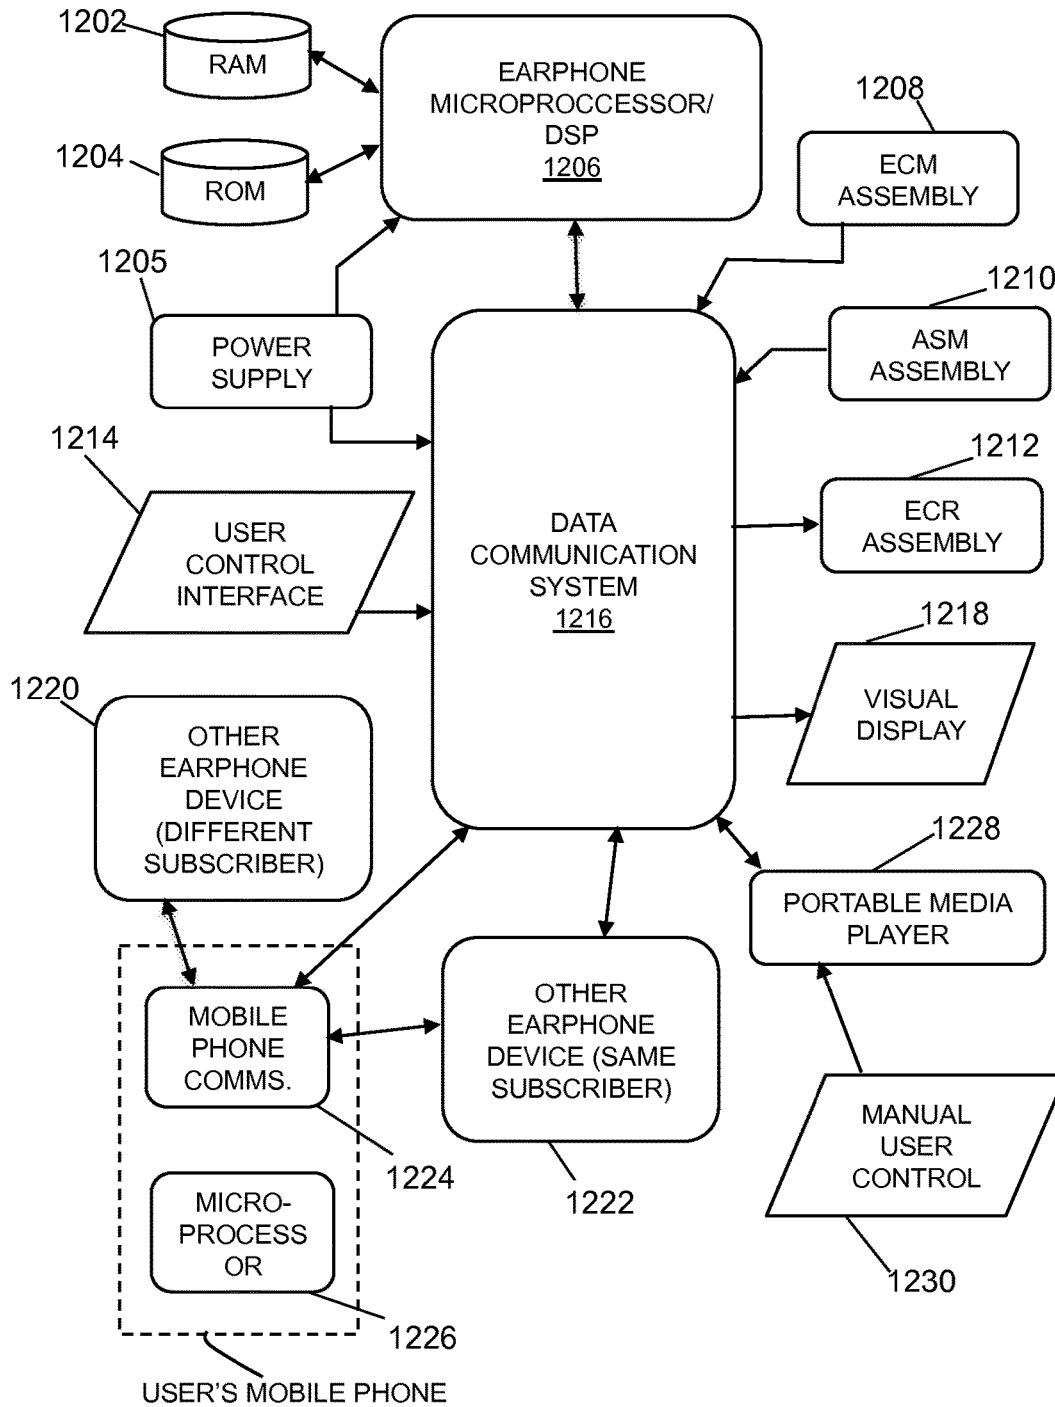 1202
RAM
1204
ROM
EARPHONE
MICROPROCCESSOR/
DSP
1206
1208
ECM
ASSEMBLY
1205
POWER
SUPPLY
1210
ASM
ASSEMBLY
1214
USER
CONTROL
INTERFACE
DATA
COMMUNICATION
SYSTEM
1216
1212
ECR
ASSEMBLY
1218
VISUAL
DISPLAY
1220
OTHER
EARPHONE
DEVICE
(DIFFERENT
SUBSCRIBER)
1228
PORTABLE MEDIA
PLAYER
MOBILE
PHONE
COMMS.
1224
OTHER
EARPHONE
DEVICE (SAME
SUBSCRIBER)
1222
MANUAL
USER
CONTROL
1230
MICRO-
PROCESS
OR
1226
USER'S MOBILE PHONE